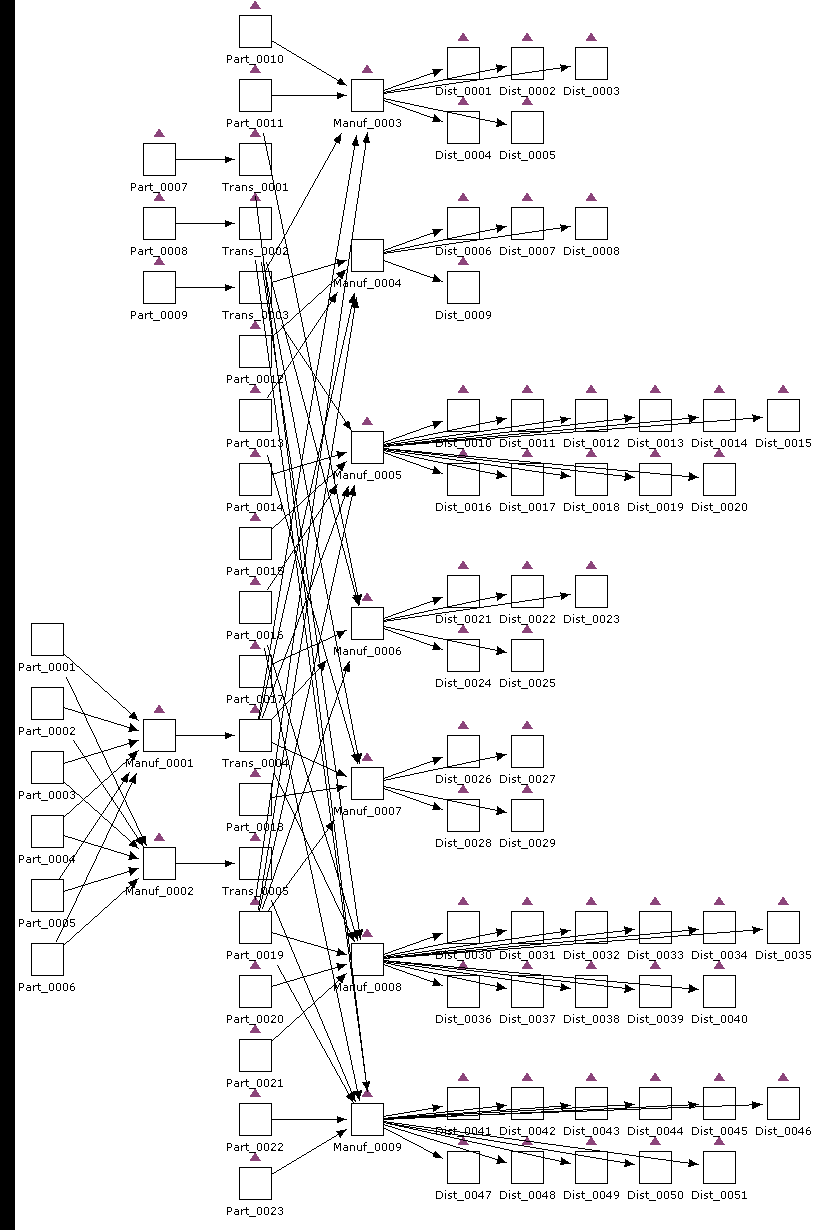 Part_0010
Dist_0001 Dist_0002 Dist_0003
Part_0011 Manuf_0003
Dist_0004 Dist_0005
Part_0007 Trans_0001
Part_0008 Trans_0002 Dist_0006 Dist_0007 Dist_0008
Manuf_0004
Part_0009 Trans_0003 Dist_0009
Part_0012
Part_0013 Dist_0010 Dist_0011 Dist_0012 Dist_0013 Dist_0014 Dist_0015
Manuf_0005
Part_0014 Dist_0016 Dist_0017 Dist_0018 Dist_0019 Dist_0020
Part_0015
Dist_0021 Dist_0022 Dist_0023
Part_0016
Manuf_0006
Part_0001
Dist_0024 Dist_0025
Part_0017
Part_0002
Manuf_0001 Trans_0004
Dist_0026 Dist_0027
Part_0003
Manuf_0007
Part_0018
Dist_0028 Dist_0029
Part_0004
Manuf_0002 Trans_0005
Part_0005
Part_0019 Dist_0030 Dist_0031 Dist_0032 Dist_0033 Dist_0034 Dist_0035
Part_0006 Manuf_0008
Part_0020 Dist_0036 Dist_0037 Dist_0038 Dist_0039 Dist_0040
Part_0021
Dist_0041 Dist_0042 Dist_0043 Dist_0044 Dist_0045 Dist_0046
Part_0022 Manuf_0009
Dist_0047 Dist_0048 Dist_0049 Dist_0050 Dist_0051
Part_0023